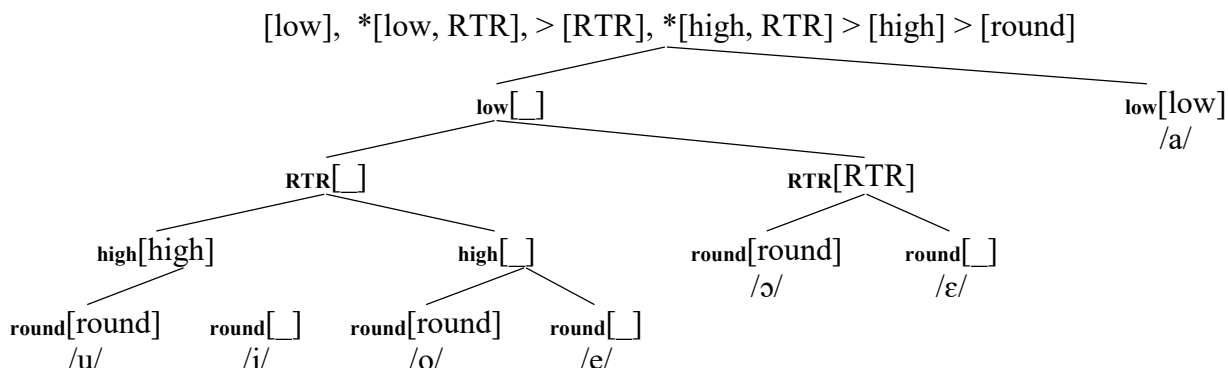 [low], *[low, RTR], > [RTR], *[high, RTR] > [high] > [round]
low[_] low[low]
/a/
RTR[_] RTR[RTR]
high[high] high[_] round[round] round[_]
/ɔ/ /ɛ/
round[round] round[_] round[round] round[_]
/u/ /i/ /o/ /e/